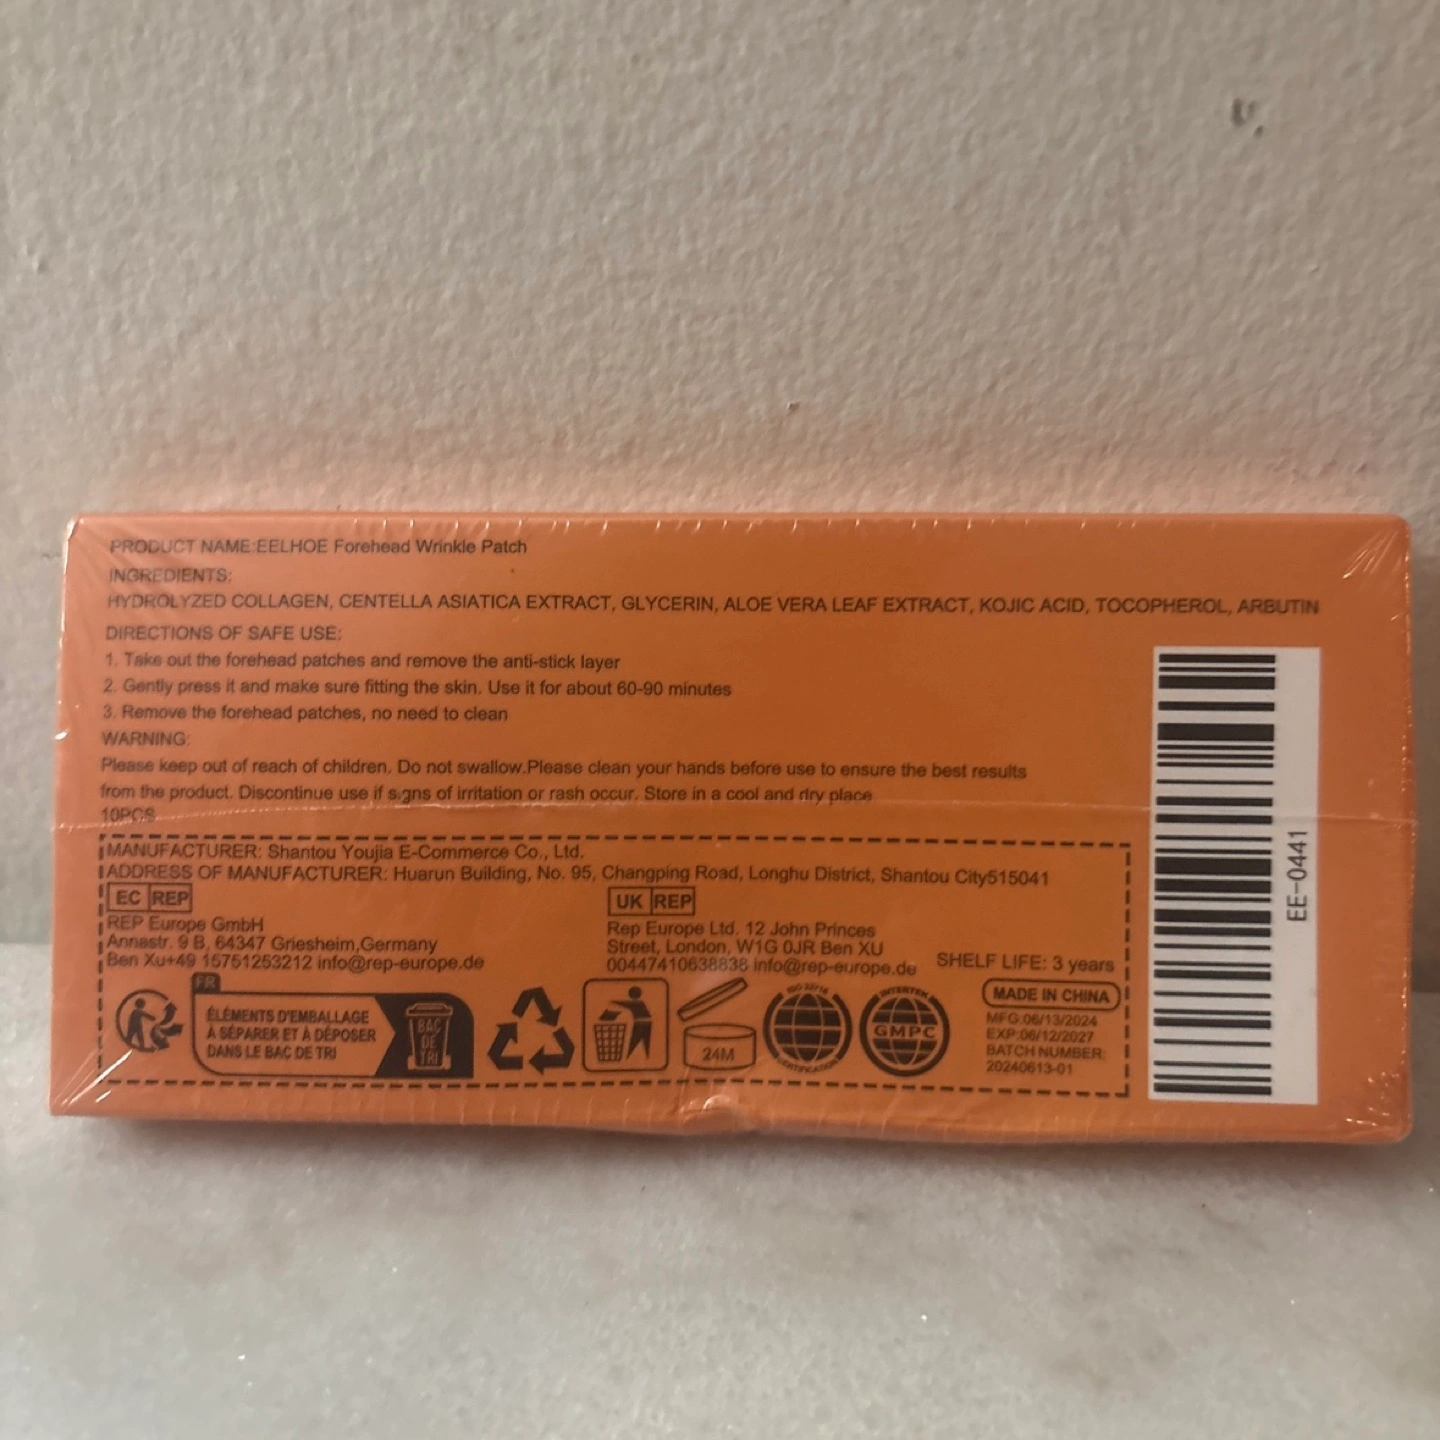 PRODUCT NAME:EELHOE Forehead Wrinkle Patch
INGREDIENTS:
HYDROLYZED COLLAGEN, CENTELLA ASIATICA EXTRACT, GLYCERIN, ALOE VERA LEAF EXTRACT, KOJIC ACID, TOCOPHEROL, ARBUTIN
DIRECTIONS OF SAFE USE:
1. Take out the forehead patches and remove the anti-stick layer
2. Gently press it and make sure fitting the skin. Use it for about 60-90 minutes
3. Remove the forehead patches, no need to clean
WARNING:
Please keep out of reach of children. Do not swallow.Please clean your hands before use to ensure the best results
from the product. Discontinue use if signs of irritation or rash occur. Store in a cool and dry place
10PCS
MANUFACTURER: Shantou Youjia E-Commerce Co., Ltd.
ADDRESS OF MANUFACTURER: Huarun Building, No. 95, Changping Road, Longhu District, Shantou City515041
EC REP
REP Europe GmbH
Annastr. 9 B, 64347 Griesheim,Germany
Ben Xu+49 15751253212 info@rep-europe.de
UK REP
Rep Europe Ltd. 12 John Princes
Street, London, W1G 0JR Ben XU
00447410638838 info@rep-europe.de
SHELF LIFE: 3 years
FR
ÉLÉMENTS D'EMBALLAGE
À SÉPARER ET À DÉPOSER
DANS LE BAC DE TRI
BAC
DE
TRI
24M
CERTIFICATION
INTERTEK
GMPC
MADE IN CHINA
MFG:06/13/2024
EXP:06/12/2027
BATCH NUMBER:
20240613-01
EE-0441